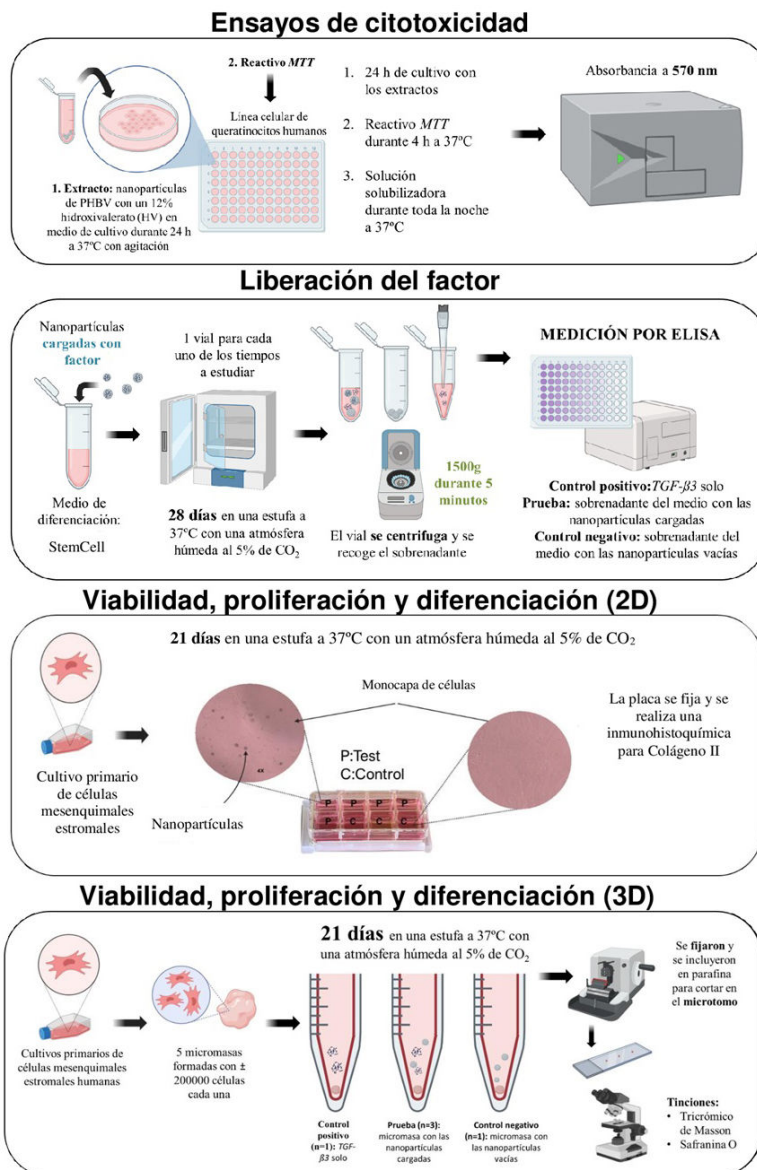 Ensayos de citotoxicidad
2. Reactivo MTT
Línea celular de
queratinocitos humanos
1. Extracto: nanopartículas
de PHBV con un 12%
hidroxivalerato (HV) en
medio de cultivo durante 24 h
a 37ºC con agitación
1. 24 h de cultivo con
los extractos
2. Reactivo MTT
durante 4 h a 37ºC
3. Solución
solubilizadora
durante toda la noche
a 37ºC
Absorbancia a 570 nm
Liberación del factor
Nanopartículas
cargadas con
factor
Medio de
diferenciación:
StemCell
1 vial para cada
uno de los tiempos
a estudiar
28 días en una estufa a
37ºC con una atmósfera
húmeda al 5% de CO2
1500g
durante 5
minutos
El vial se centrifuga y se
recoge el sobrenadante
MEDICIÓN POR ELISA
Control positivo:TGF-β3 solo
Prueba: sobrenadante del medio con las
nanopartículas cargadas
Control negativo: sobrenadante del
medio con las nanopartículas vacías
Viabilidad, proliferación y diferenciación (2D)
21 días en una estufa a 37ºC con un atmósfera húmeda al 5% de CO2
Cultivo primario
de células
mesenquimales
estromales
Monocapa de células
Nanopartículas
P:Test
C:Control
P P P P
P C C C
La placa se fija y se
realiza una
inmunohistoquímica
para Colágeno II
Viabilidad, proliferación y diferenciación (3D)
21 días en una estufa a 37ºC con
una atmósfera húmeda al 5% de CO2
Cultivos primarios de
células mesenquimales
estromales humanas
5 micromasas
formadas con ±
200000 células
cada una
Control
positivo
(n=1): TGF-
β3 solo
Prueba (n=3):
micromasa con las
nanopartículas
cargadas
Control negativo
(n=1): micromasa con
las nanopartículas
vacías
Se fijaron y
se incluyeron
en parafina
para cortar en
el microtomo
Tinciones:
• Tricrómico
de Masson
• Safranina O